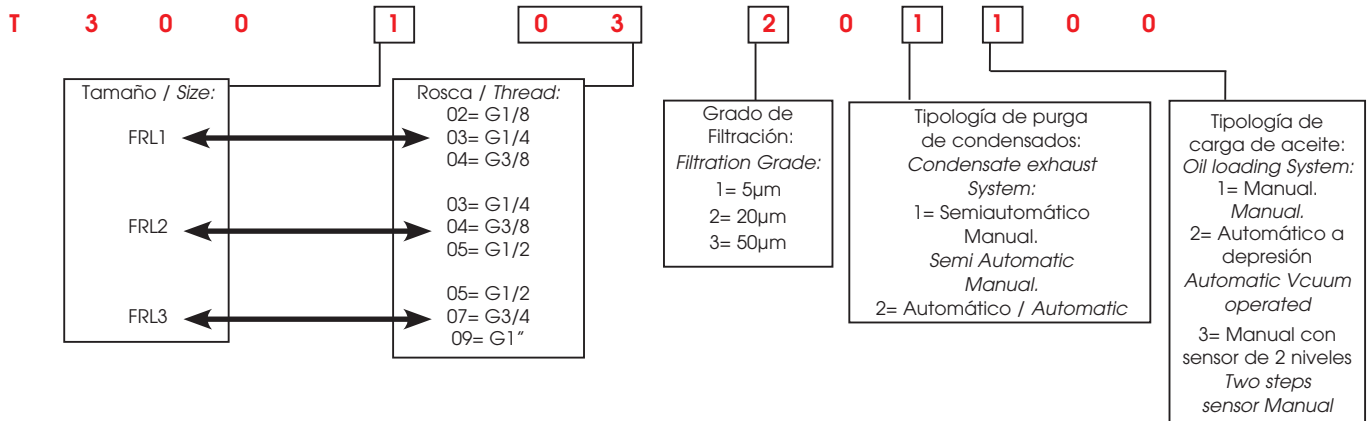 T 3 0 0 1 0 3 2 0 1 1 0 0
Tamaño / Size:
FRL1
FRL2
FRL3
Rosca / Thread:
02= G1/8
03= G1/4
04= G3/8
03= G1/4
04= G3/8
05= G1/2
05= G1/2
07= G3/4
09= G1”
Grado de
Filtración:
Filtration Grade:
1= 5µm
2= 20µm
3= 50µm
Tipología de purga
de condensados:
Condensate exhaust
System:
1= Semiautomático
Manual.
Semi Automatic
Manual.
2= Automático / Automatic
Tipología de
carga de aceite:
Oil loading System:
1= Manual.
Manual.
2= Automático a
depresión
Automatic Vcuum
operated
3= Manual con
sensor de 2 niveles
Two steps
sensor Manual